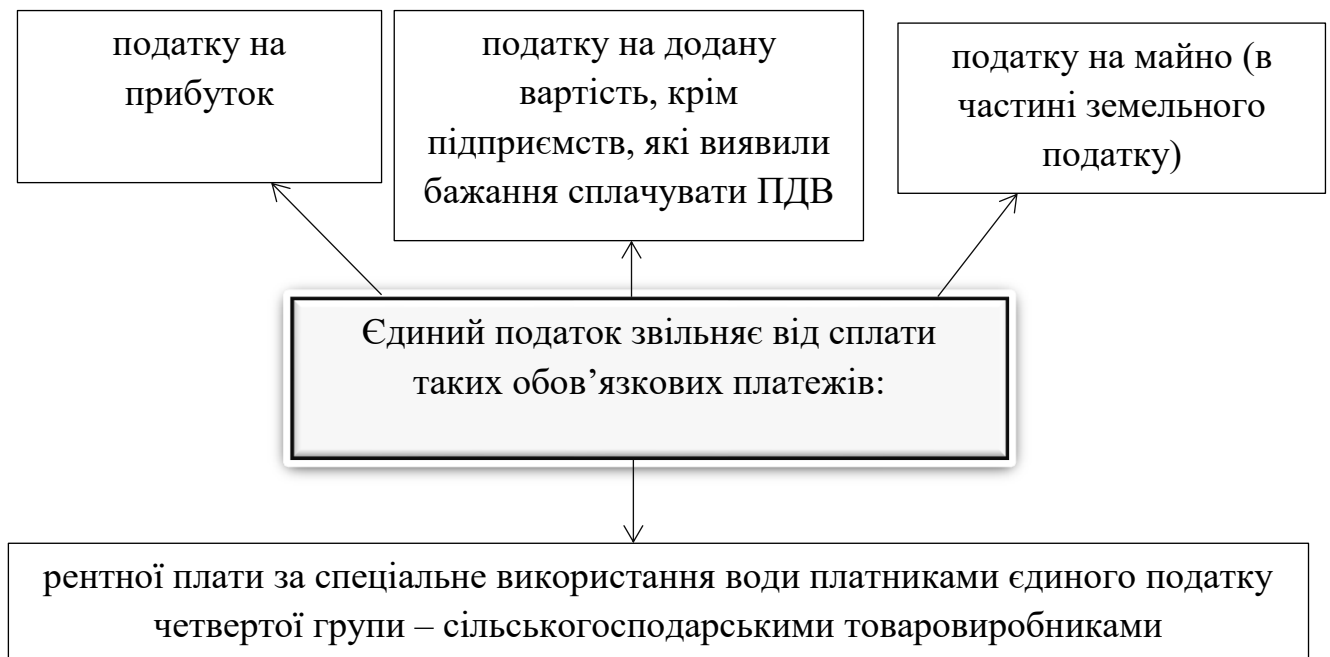 податку на
прибуток
податку на додану
вартість, крім
підприємств, які виявили
бажання сплачувати ПДВ
податку на майно (в
частині земельного
податку)
Єдиний податок звільняє від сплати
таких обов’язкових платежів:
рентної плати за спеціальне використання води платниками єдиного податку
четвертої групи – сільськогосподарськими товаровиробниками